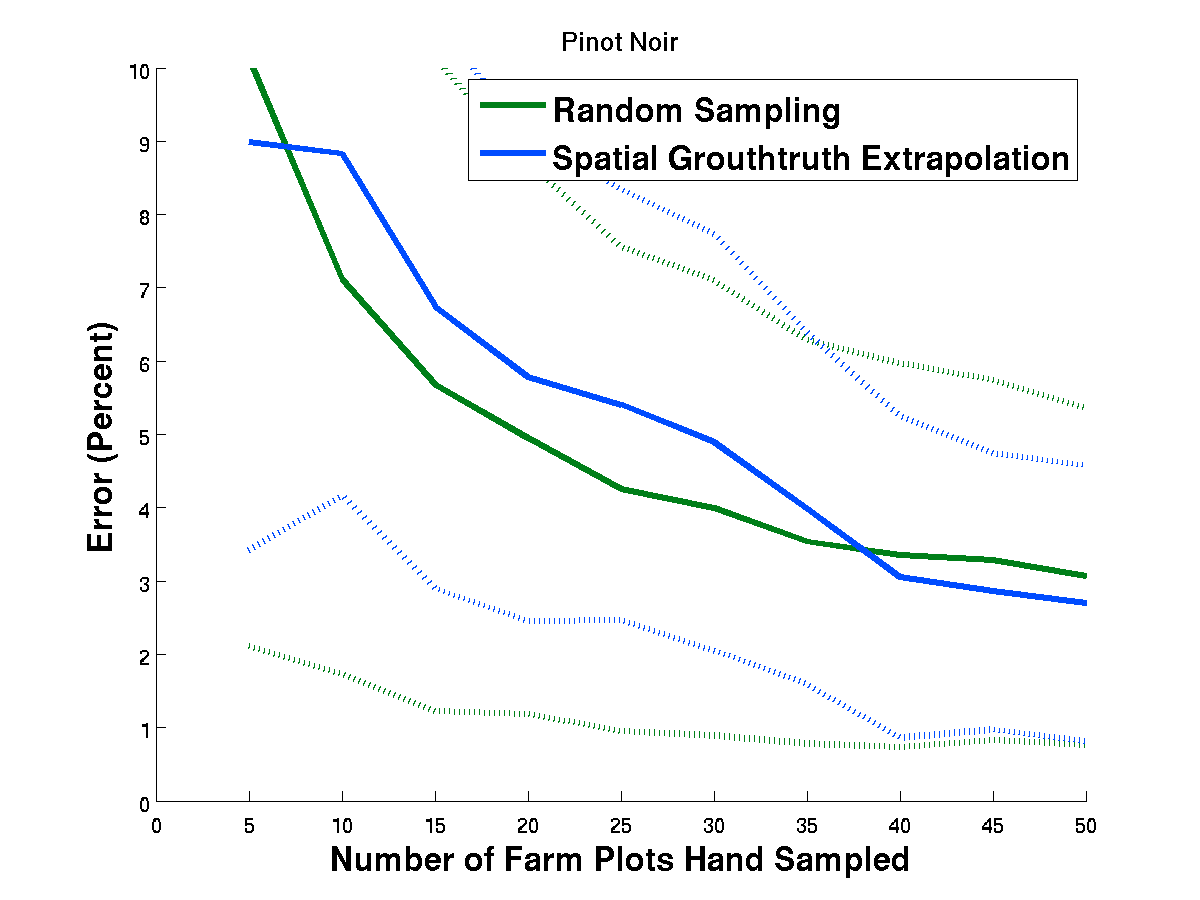 Pinot Noir
10
9
8
7
6
5
4
3
2
1
0
Error (Percent)
Random Sampling
Spatial Grouthtruth Extrapolation
0 5 10 15 20 25 30 35 40 45 50
Number of Farm Plots Hand Sampled